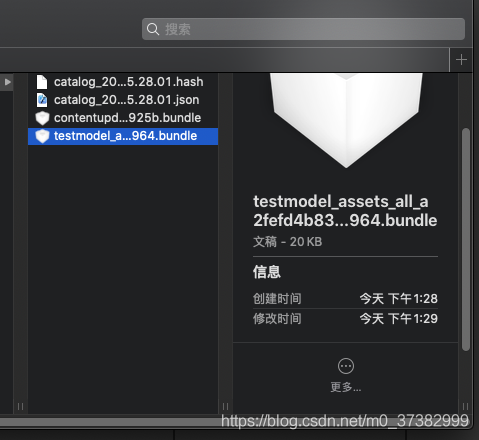 搜索
catalog_20...5.28.01.hash
catalog_20...5.28.01.json
contentupd...925b.bundle
testmodel_a...964.bundle
testmodel_assets_all_a
2fefd4b83...964.bundle
文稿 - 20 KB
信息
创建时间 今天 下午1:28
修改时间 今天 下午1:29
更多...
https://blog.csdn.net/m0_37382999